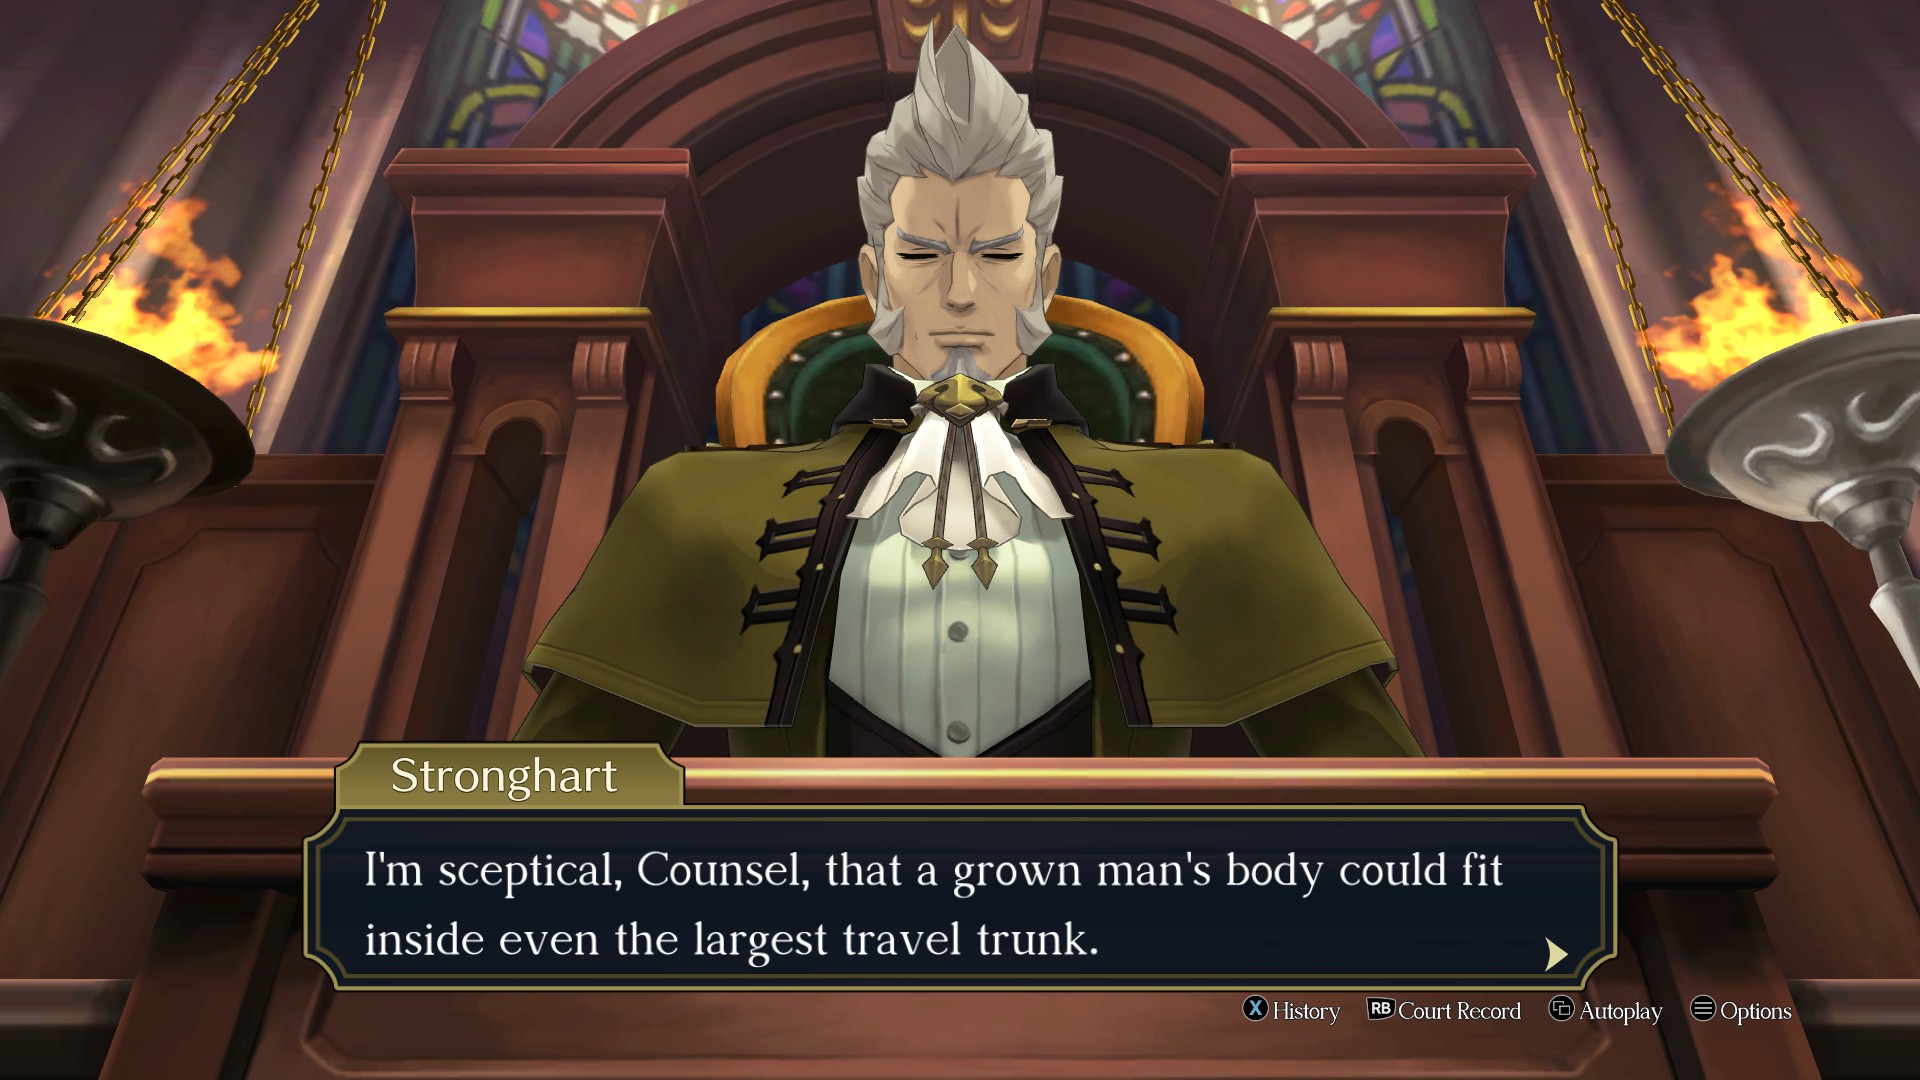 Stronghart
I'm sceptical, Counsel, that a grown man's body could fit
inside even the largest travel trunk.
X History RB Court Record Autoplay Options